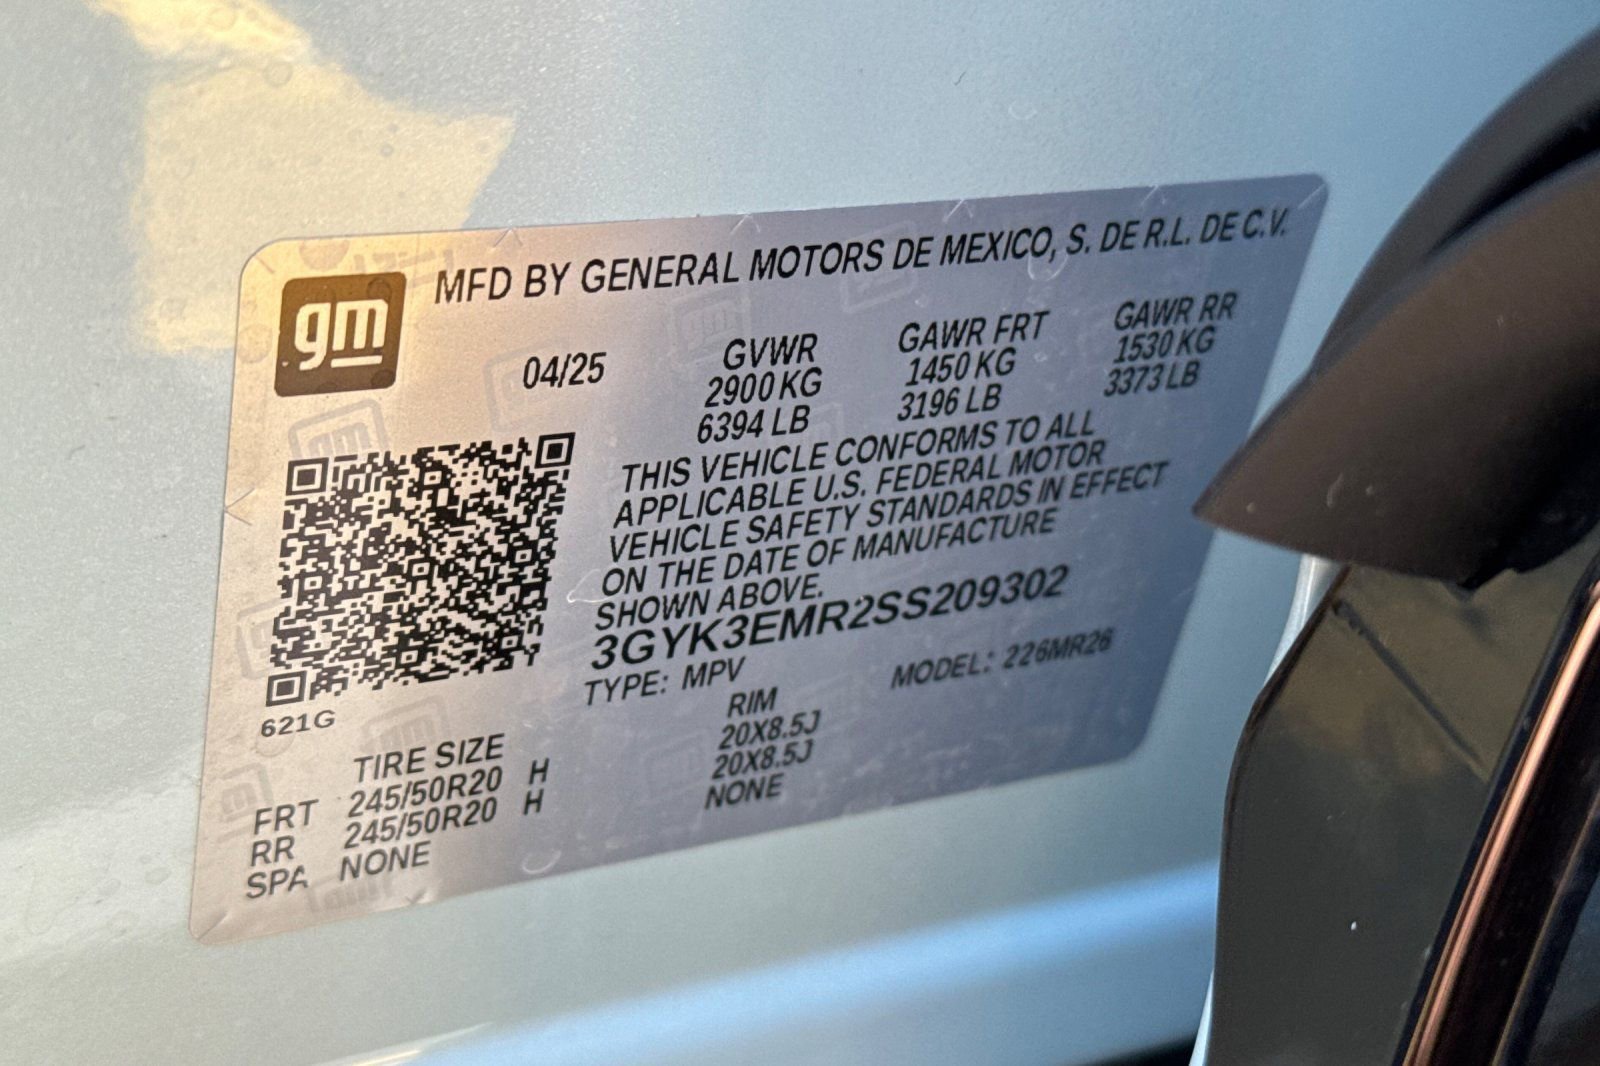 gm
MFD BY GENERAL MOTORS DE MEXICO, S. DE R.L. DE C.V.
04/25 GVWR GAWR FRT GAWR RR
2900 KG 1450 KG 1530 KG
6394 LB 3196 LB 3373 LB
THIS VEHICLE CONFORMS TO ALL
APPLICABLE U.S. FEDERAL MOTOR
VEHICLE SAFETY STANDARDS IN EFFECT
ON THE DATE OF MANUFACTURE
SHOWN ABOVE.
3GYK3EMR2SS209302
TYPE: MPV MODEL: 226MR26
621G
TIRE SIZE RIM
FRT 245/50R20 H 20X8.5J
RR 245/50R20 H 20X8.5J
SPA NONE NONE